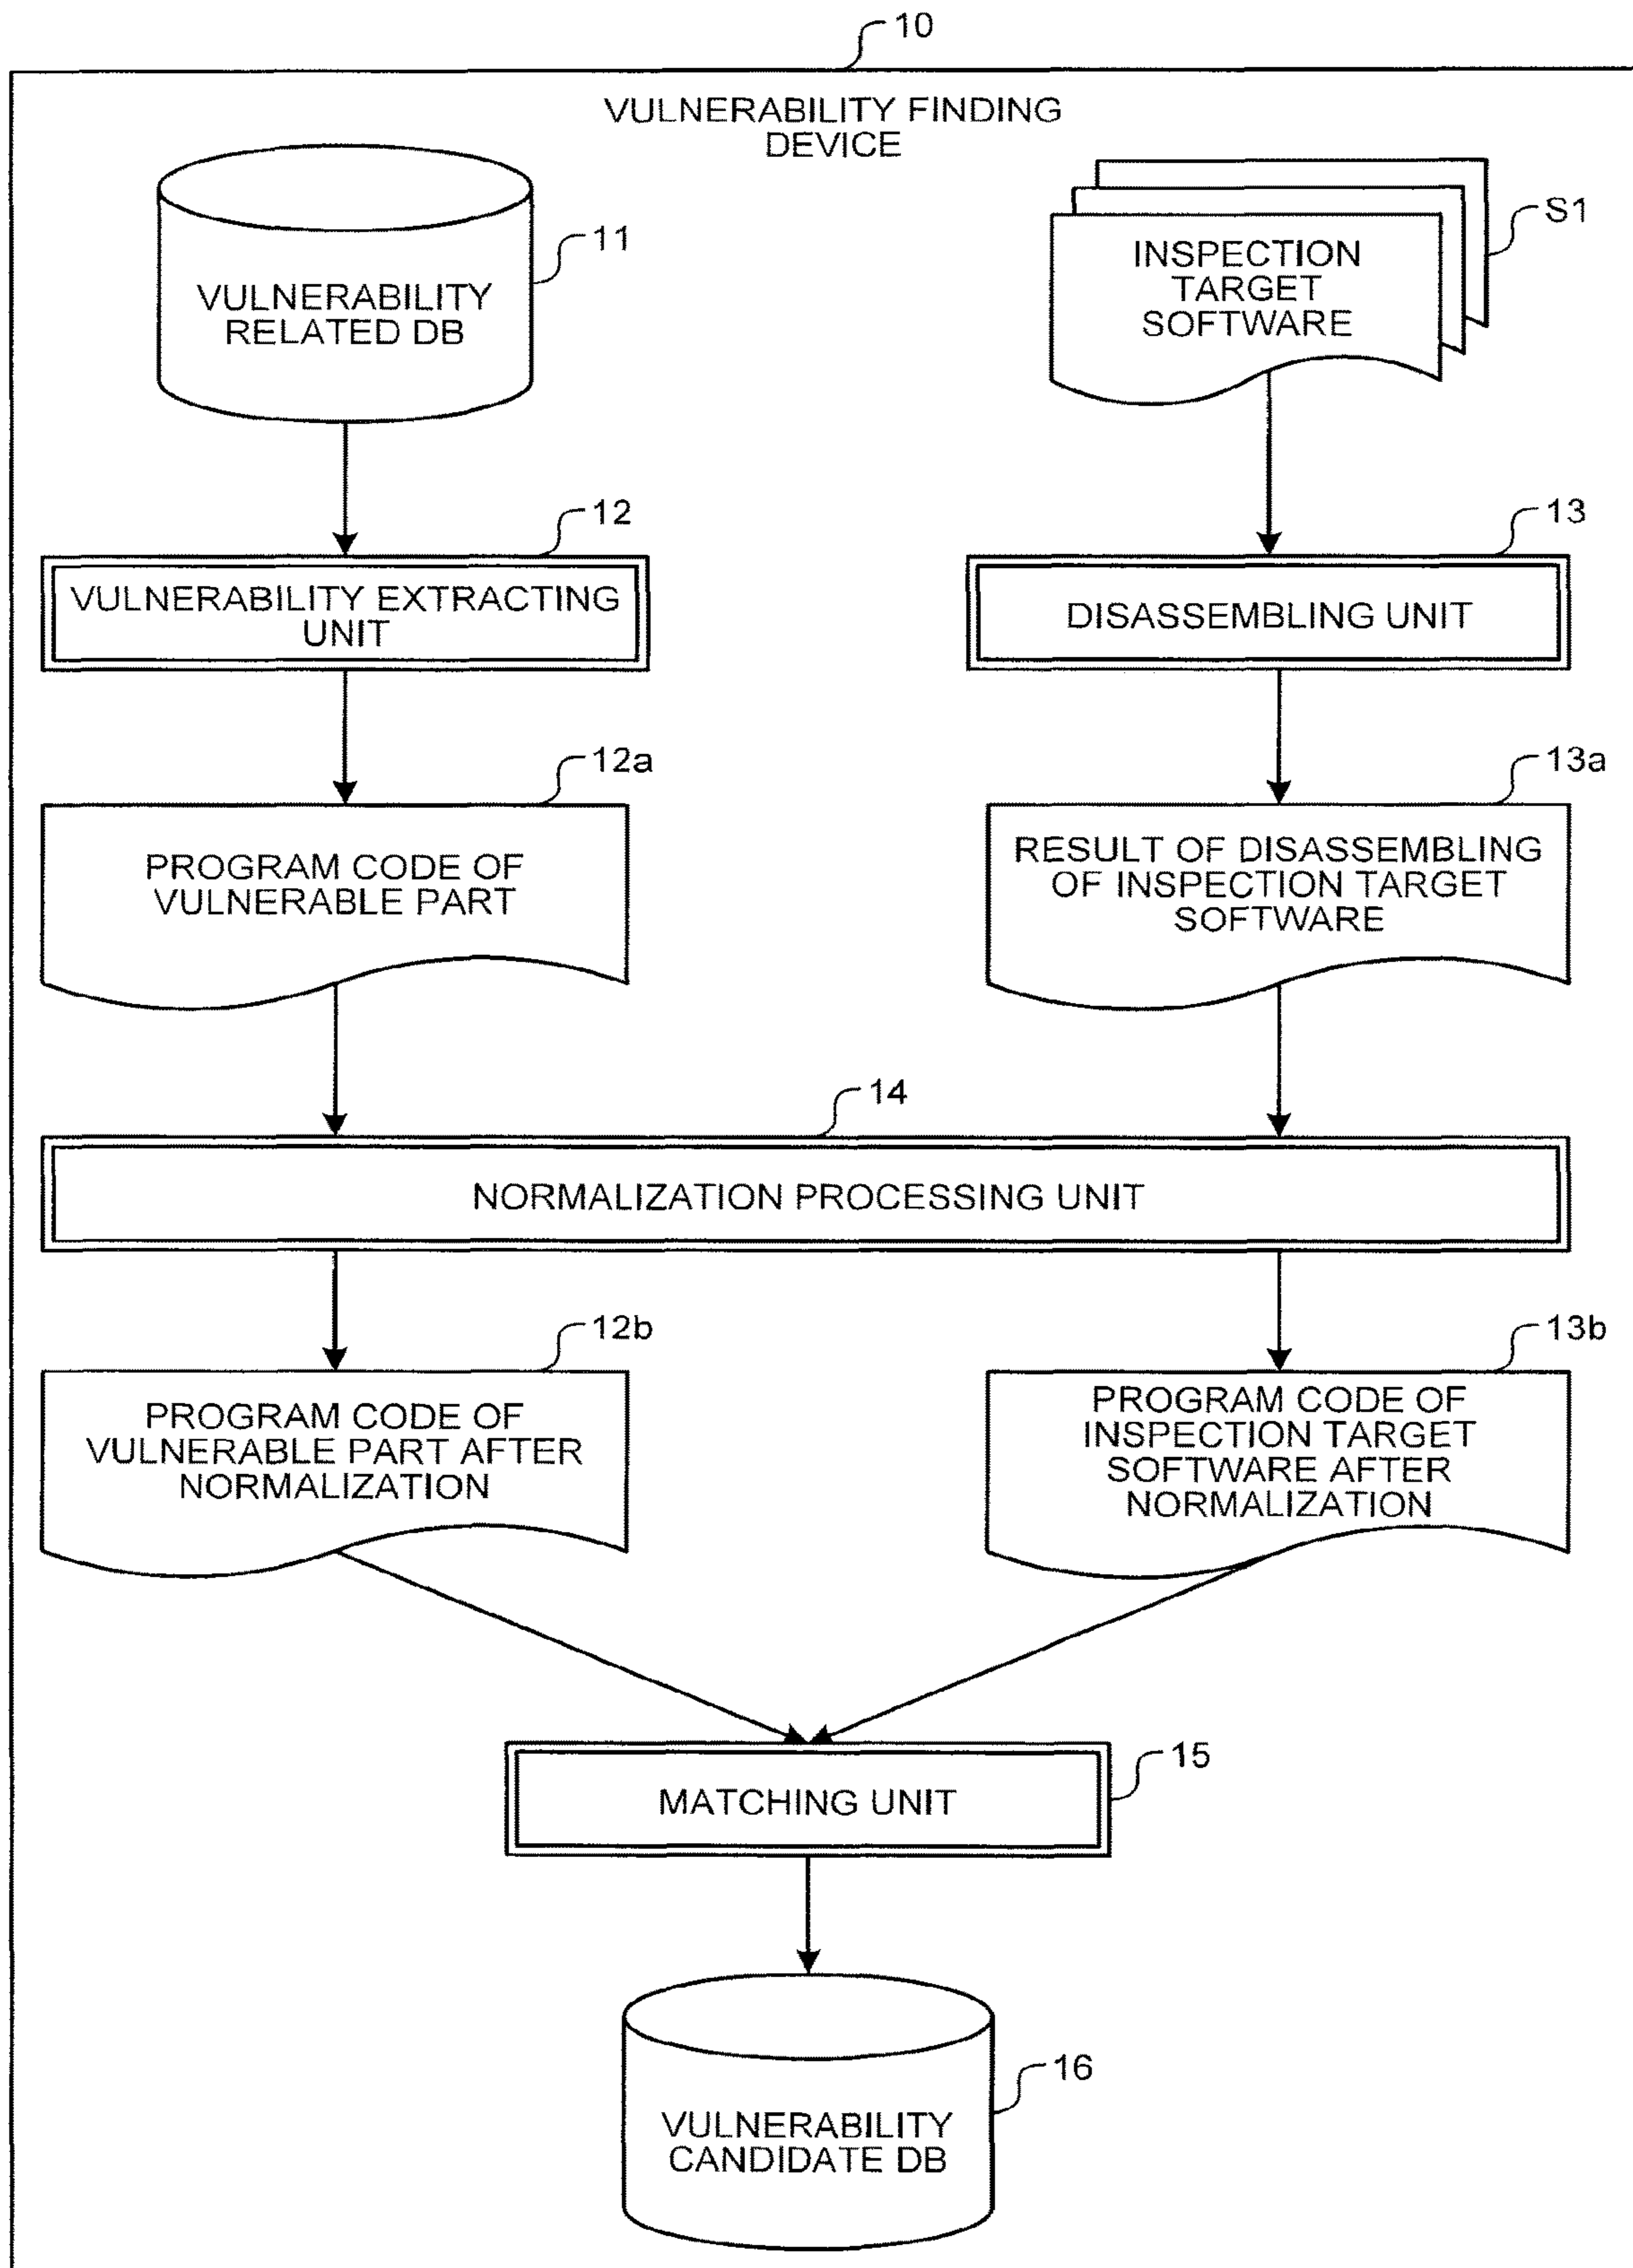 10
VULNERABILITY FINDING
DEVICE
11
VULNERABILITY
RELATED DB
S1
INSPECTION
TARGET
SOFTWARE
12
VULNERABILITY EXTRACTING
UNIT
13
DISASSEMBLING UNIT
12a
PROGRAM CODE OF
VULNERABLE PART
13a
RESULT OF DISASSEMBLING
OF INSPECTION TARGET
SOFTWARE
14
NORMALIZATION PROCESSING UNIT
12b
PROGRAM CODE OF
VULNERABLE PART AFTER
NORMALIZATION
13b
PROGRAM CODE OF
INSPECTION TARGET
SOFTWARE AFTER
NORMALIZATION
15
MATCHING UNIT
16
VULNERABILITY
CANDIDATE DB